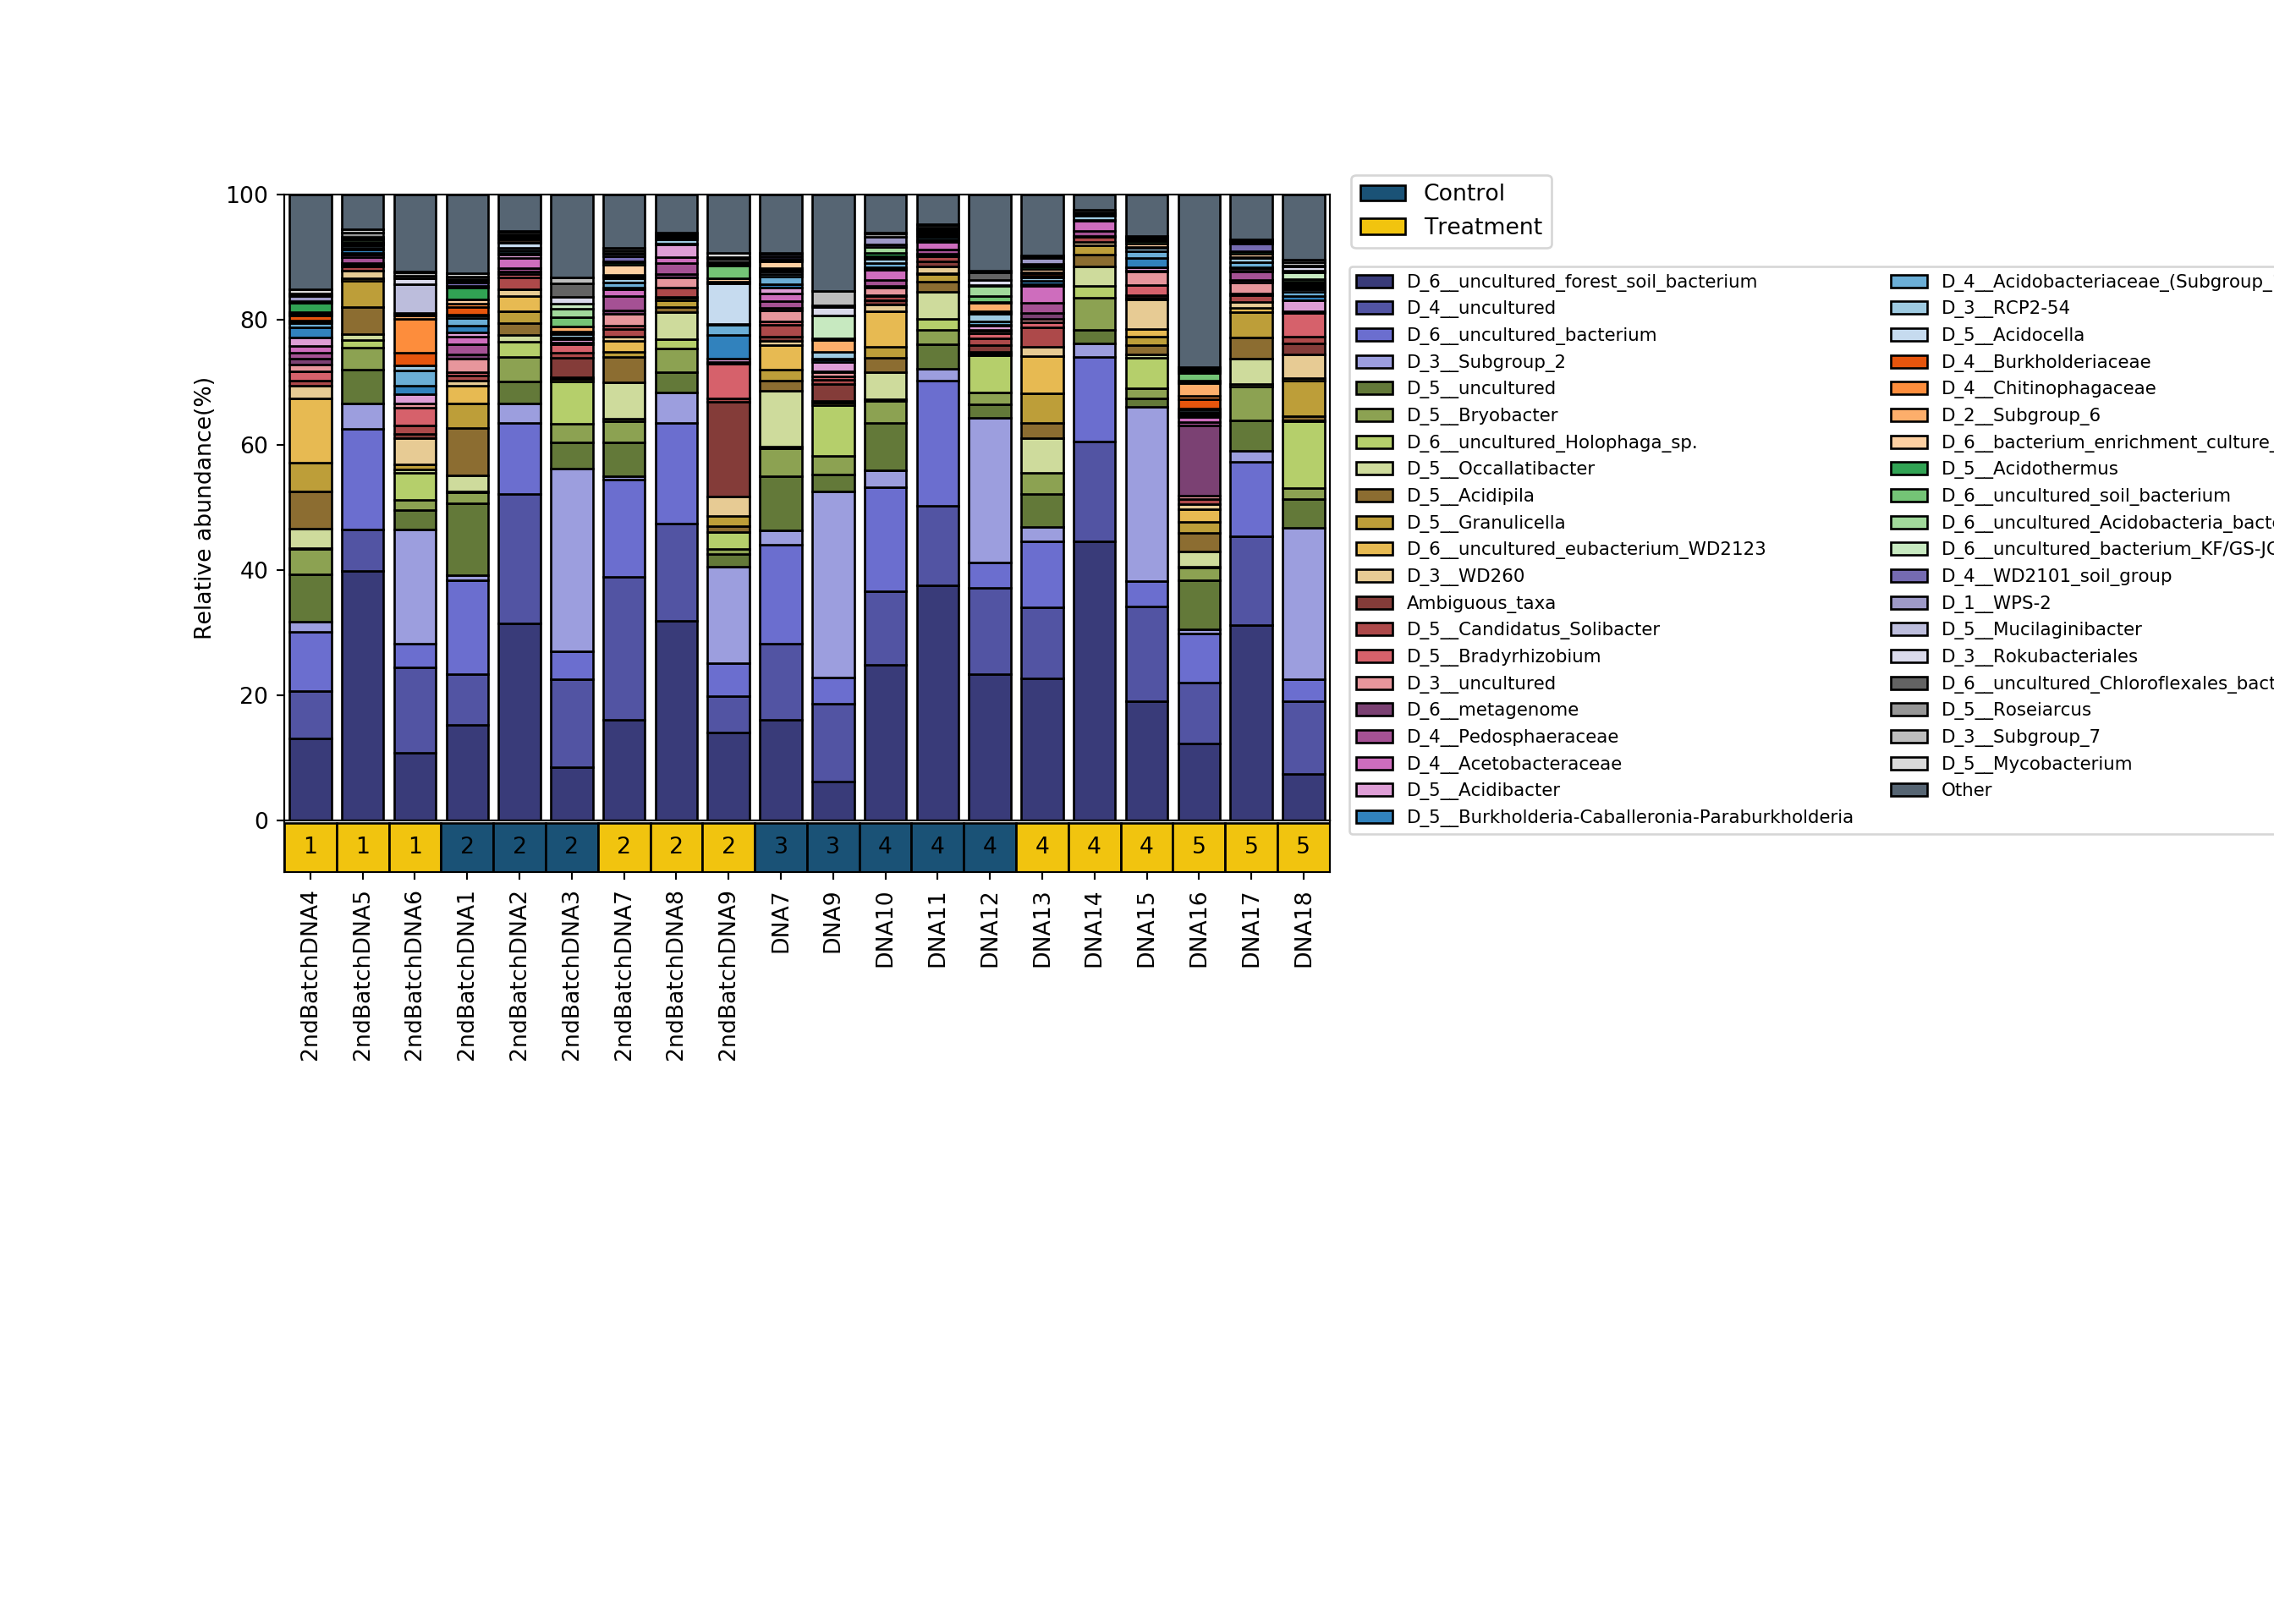 100
80
60
40
20
0
Relative abundance(%)
1 1 1 2 2 2 2 2 2 3 3 4 4 4 4 4 4 5 5 5
2ndBatchDNA4
2ndBatchDNA5
2ndBatchDNA6
2ndBatchDNA1
2ndBatchDNA2
2ndBatchDNA3
2ndBatchDNA7
2ndBatchDNA8
2ndBatchDNA9
DNA7
DNA9
DNA10
DNA11
DNA12
DNA13
DNA14
DNA15
DNA16
DNA17
DNA18
Control
Treatment
D_6__uncultured_forest_soil_bacterium
D_4__uncultured
D_6__uncultured_bacterium
D_3__Subgroup_2
D_5__uncultured
D_5__Bryobacter
D_6__uncultured_Holophaga_sp.
D_5__Occallatibacter
D_5__Acidipila
D_5__Granulicella
D_6__uncultured_eubacterium_WD2123
D_3__WD260
Ambiguous_taxa
D_5__Candidatus_Solibacter
D_5__Bradyrhizobium
D_3__uncultured
D_6__metagenome
D_4__Pedosphaeraceae
D_4__Acetobacteraceae
D_5__Acidibacter
D_5__Burkholderia-Caballeronia-Paraburkholderia
D_4__Acidobacteriaceae_(Subgroup_
D_3__RCP2-54
D_5__Acidocella
D_4__Burkholderiaceae
D_4__Chitinophagaceae
D_2__Subgroup_6
D_6__bacterium_enrichment_culture_
D_5__Acidothermus
D_6__uncultured_soil_bacterium
D_6__uncultured_Acidobacteria_bact
D_6__uncultured_bacterium_KF/GS-JG
D_4__WD2101_soil_group
D_1__WPS-2
D_5__Mucilaginibacter
D_3__Rokubacteriales
D_6__uncultured_Chloroflexales_bact
D_5__Roseiarcus
D_3__Subgroup_7
D_5__Mycobacterium
Other